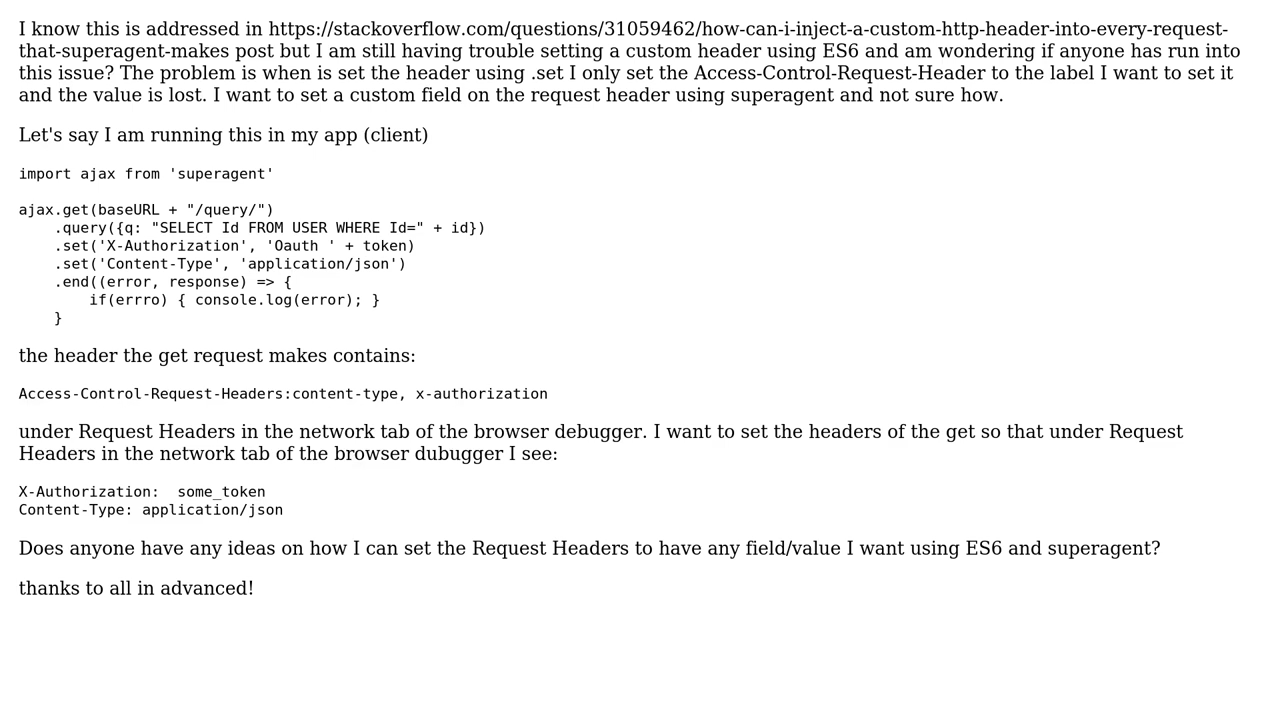 I know this is addressed in https://stackoverflow.com/questions/31059462/how-can-i-inject-a-custom-http-header-into-every-request-
that-superagent-makes post but I am still having trouble setting a custom header using ES6 and am wondering if anyone has run into
this issue? The problem is when is set the header using .set I only set the Access-Control-Request-Header to the label I want to set it
and the value is lost. I want to set a custom field on the request header using superagent and not sure how.
Let's say I am running this in my app (client)
import ajax from 'superagent'
ajax.get(baseURL + "/query/")
    .query({q: "SELECT Id FROM USER WHERE Id=" + id})
    .set('X-Authorization', 'Oauth ' + token)
    .set('Content-Type', 'application/json')
    .end((error, response) => {
        if(errro) { console.log(error); }
    }
the header the get request makes contains:
Access-Control-Request-Headers:content-type, x-authorization
under Request Headers in the network tab of the browser debugger. I want to set the headers of the get so that under Request
Headers in the network tab of the browser dubugger I see:
X-Authorization:  some_token
Content-Type: application/json
Does anyone have any ideas on how I can set the Request Headers to have any field/value I want using ES6 and superagent?
thanks to all in advanced!